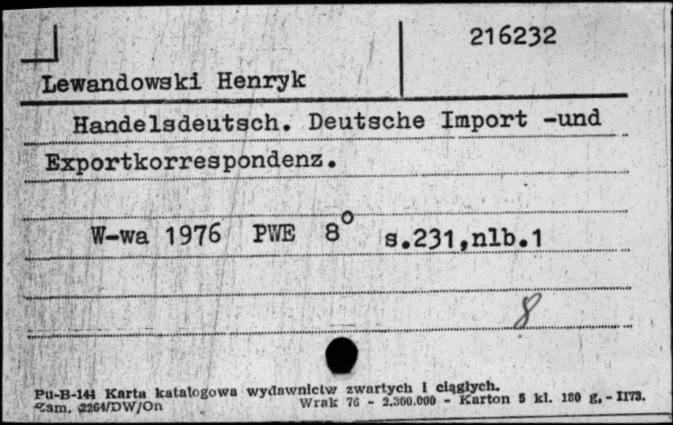 216232
Lewandowski Henryk
Handelsdeutsch. Deutsche Import -und
Exportkorrespondenz.
W-wa 1976 PWE 8° s.231,nlb.1
8
Pu-B-144 Karta katalogowa wydawnictw zwartych i ciągłych.
Zam. 2264/DW/On Wrak 76 - 2.300.000 - Karton 5 kl. 180 g. - II73.